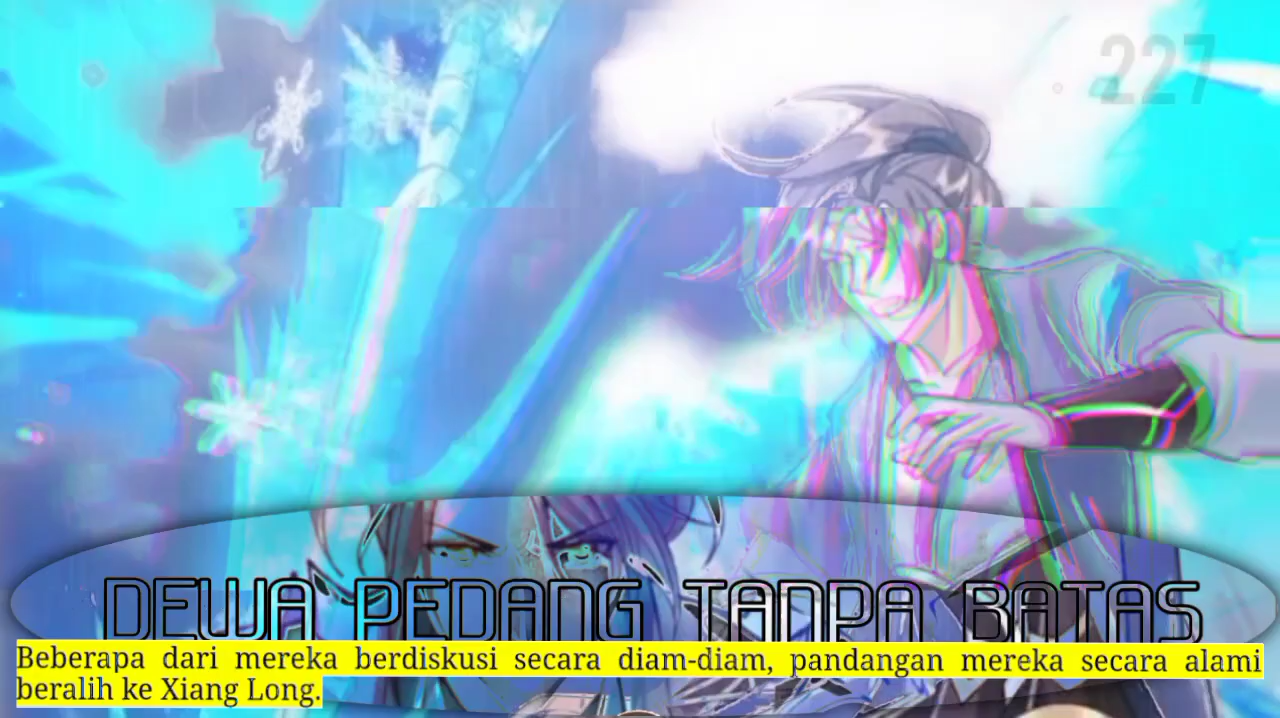 227
DEWA PEDANG TANPA BATAS
Beberapa dari mereka berdiskusi secara diam-diam, pandangan mereka secara alami
beralih ke Xiang Long.